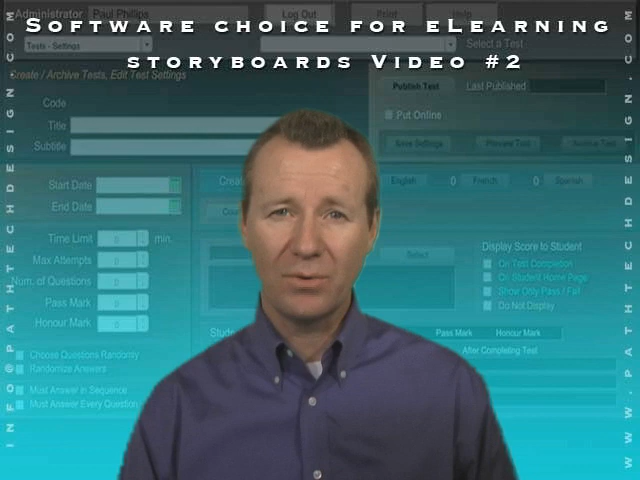 Administrator Paul Phillips Log Out Print Help
Software choice for eLearning
storyboards Video #2
Tests - Settings
Select a Test
Create / Archive Tests, Edit Test Settings
Publish Test Last Published
Code
Put Online
Title
Subtitle
Save Settings Preview Test
Start Date
English 0 French 0 Spanish
End Date
Time Limit 0 min.
Max Attempts 0
Num. of Questions 0
Pass Mark 0
Honour Mark 0
Select
Display Score to Student
On Test Completion
On Student Home Page
Show Only Pass / Fail
Do Not Display
Pass Mark Honour Mark
After Completing Test
Choose Questions Randomly
Randomize Answers
Must Answer in Sequence
Must Answer Every Question
info@pathtechdesign.com
www.pathtechdesign.com